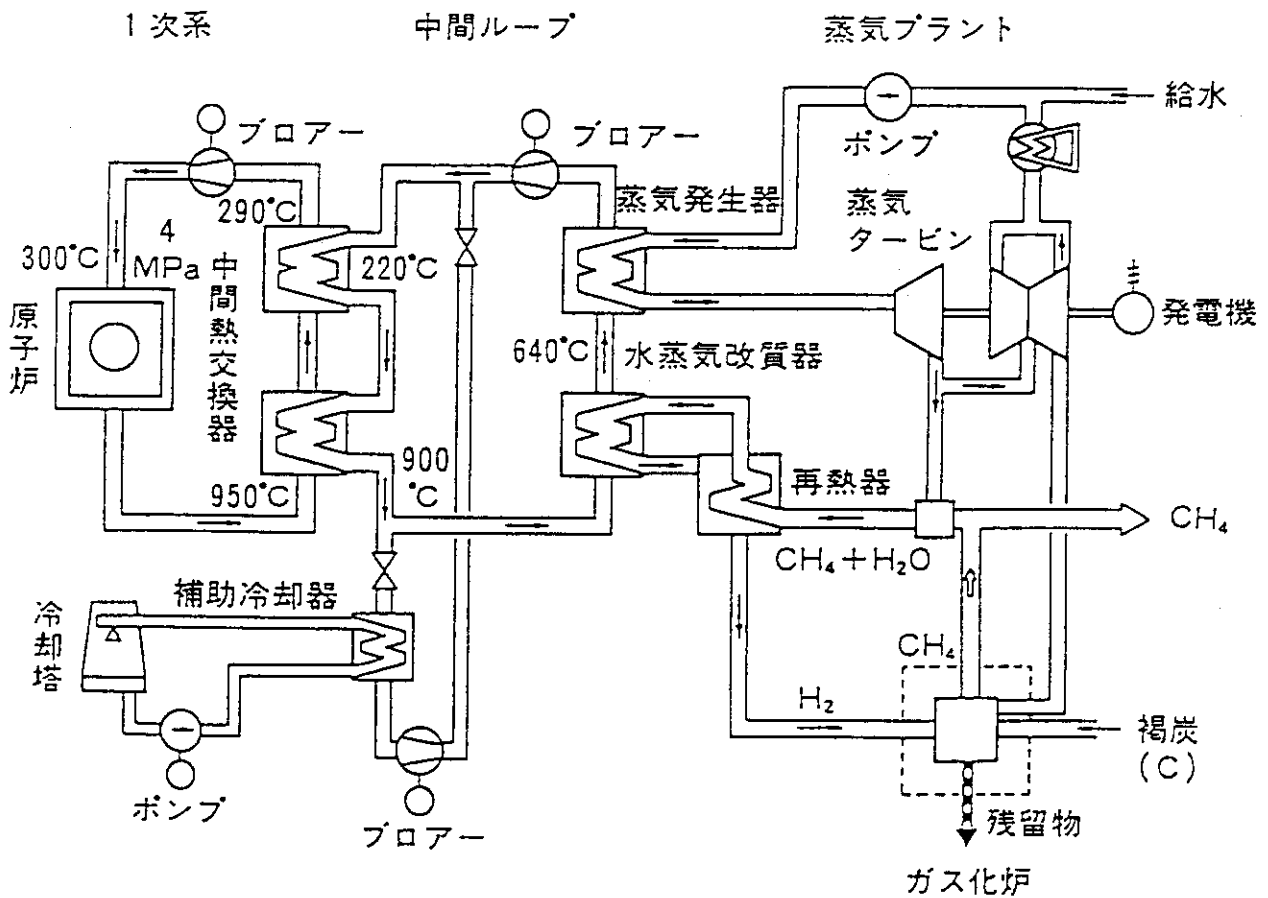 1次系
中間ループ
蒸気プラント
給水
ポンプ
ブロアー
ブロアー
蒸気発生器
蒸気
タービン
290°C
4
MPa
300°C
220°C
中間熱交換器
原子炉
発電機
640°C
水蒸気改質器
900
°C
950°C
再熱器
CH₄
CH₄+H₂O
補助冷却器
冷却塔
CH₄
H₂
褐炭
(C)
ポンプ
ブロアー
残留物
ガス化炉